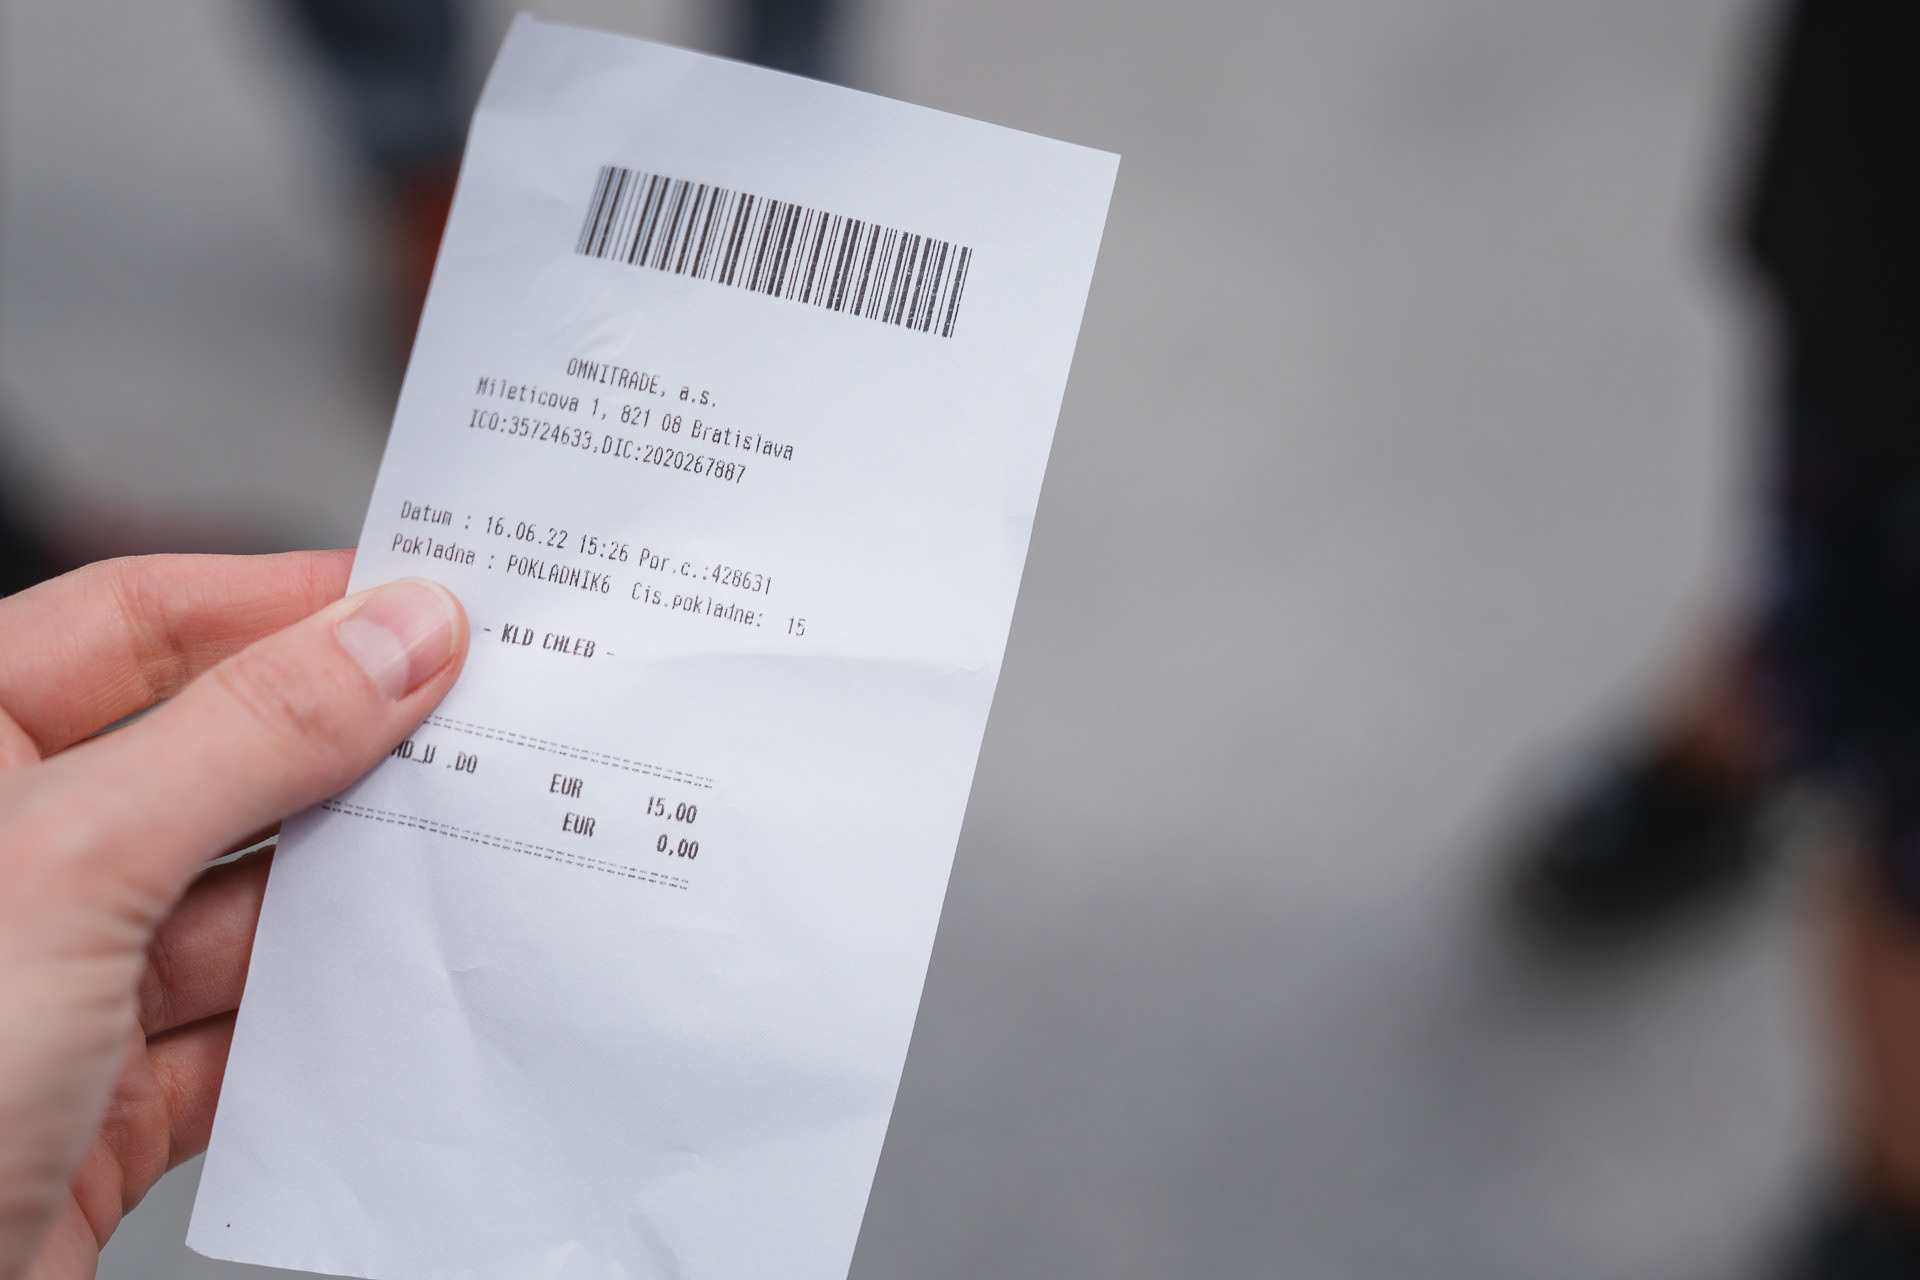 OMNITRADE, a.s.
Mileticova 1, 821 08 Bratislava
ICO:35724633,DIC:2020267887
Datum : 16.06.22 15:26 Por.c.:428631
Pokladna : POKLADNIK6 Cis.pokladne: 15
- KLD CHLEB -
.DO EUR 15,00
EUR 0,00